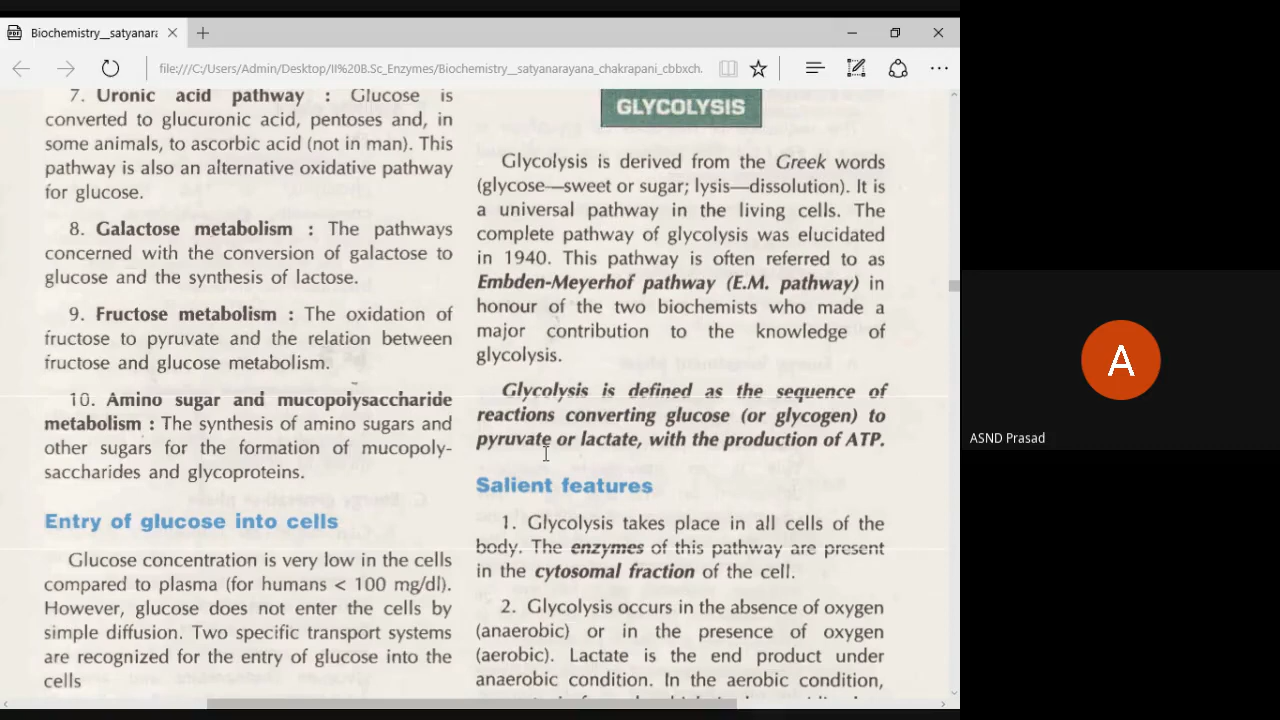 Biochemistry__satyanara
file:///C:/Users/Admin/Desktop/II%20B.Sc_Enzymes/Biochemistry__satyanarayana_chakrapani_cbbxch.
7. Uronic acid pathway : Glucose is
converted to glucuronic acid, pentoses and, in
some animals, to ascorbic acid (not in man). This
pathway is also an alternative oxidative pathway
for glucose.
8. Galactose metabolism : The pathways
concerned with the conversion of galactose to
glucose and the synthesis of lactose.
9. Fructose metabolism : The oxidation of
fructose to pyruvate and the relation between
fructose and glucose metabolism.
10. Amino sugar and mucopolysaccharide
metabolism : The synthesis of amino sugars and
other sugars for the formation of mucopoly-
saccharides and glycoproteins.
Entry of glucose into cells
Glucose concentration is very low in the cells
compared to plasma (for humans < 100 mg/dl).
However, glucose does not enter the cells by
simple diffusion. Two specific transport systems
are recognized for the entry of glucose into the
cells
GLYCOLYSIS
Glycolysis is derived from the Greek words
(glycose—sweet or sugar; lysis—dissolution). It is
a universal pathway in the living cells. The
complete pathway of glycolysis was elucidated
in 1940. This pathway is often referred to as
Embden-Meyerhof pathway (E.M. pathway) in
honour of the two biochemists who made a
major contribution to the knowledge of
glycolysis.
Glycolysis is defined as the sequence of
reactions converting glucose (or glycogen) to
pyruvate or lactate, with the production of ATP.
Salient features
1. Glycolysis takes place in all cells of the
body. The enzymes of this pathway are present
in the cytosomal fraction of the cell.
2. Glycolysis occurs in the absence of oxygen
(anaerobic) or in the presence of oxygen
(aerobic). Lactate is the end product under
anaerobic condition. In the aerobic condition,
A
ASND Prasad